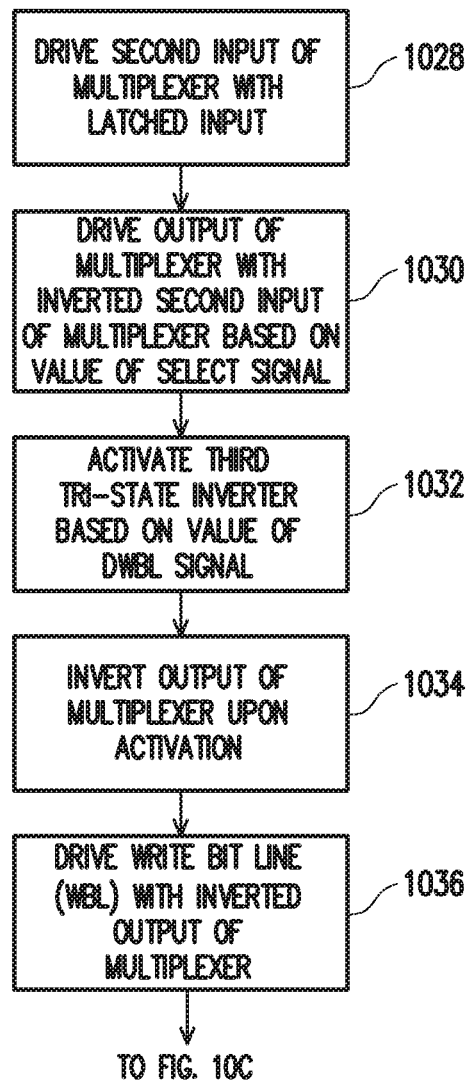 DRIVE SECOND INPUT OF
MULTIPLEXER WITH
LATCHED INPUT
1028
DRIVE OUTPUT OF
MULTIPLEXER WITH
INVERTED SECOND INPUT
OF MULTIPLEXER BASED ON
VALUE OF SELECT SIGNAL
1030
ACTIVATE THIRD
TRI-STATE INVERTER
BASED ON VALUE OF
DWBL SIGNAL
1032
INVERT OUTPUT OF
MULTIPLEXER UPON
ACTIVATION
1034
DRIVE WRITE BIT LINE
(WBL) WITH INVERTED
OUTPUT OF
MULTIPLEXER
1036
TO FIG. 10C